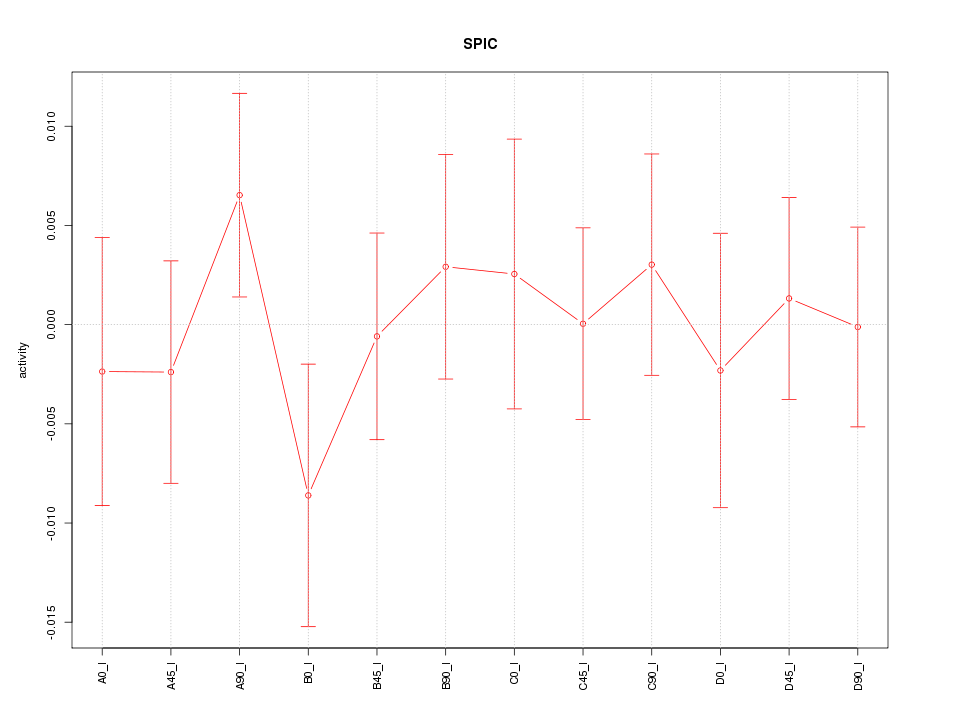 SPIC
activity
0.010
0.005
0.000
-0.005
-0.010
-0.015
A0_I
A45_I
A90_I
B0_I
B45_I
B90_I
C0_I
C45_I
C90_I
D0_I
D45_I
D90_I